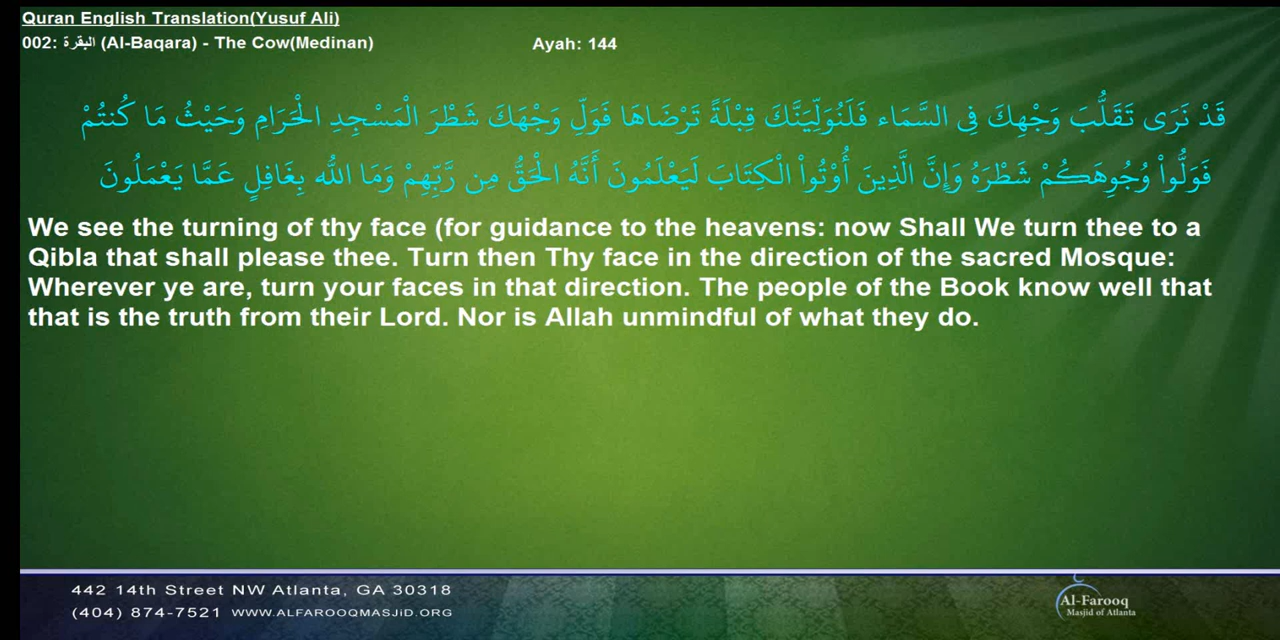 Quran English Translation(Yusuf Ali)
002: البقرة (Al-Baqara) - The Cow(Medinan)
Ayah: 144
قَدْ نَرَى تَقَلُّبَ وَجْهِكَ فِي السَّمَاء فَلَنُوَلِّيَنَّكَ قِبْلَةً تَرْضَاهَا فَوَلِّ وَجْهَكَ شَطْرَ الْمَسْجِدِ الْحَرَامِ وَحَيْثُ مَا كُنتُمْ
فَوَلُّواْ وُجُوِهَكُمْ شَطْرَهُ وَإِنَّ الَّذِينَ أُوْتُواْ الْكِتَابَ لَيَعْلَمُونَ أَنَّهُ الْحَقُّ مِن رَّبِّهِمْ وَمَا اللّه بِغَافِلٍ عَمَّا يَعْمَلُونَ
We see the turning of thy face (for guidance to the heavens: now Shall We turn thee to a
Qibla that shall please thee. Turn then Thy face in the direction of the sacred Mosque:
Wherever ye are, turn your faces in that direction. The people of the Book know well that
that is the truth from their Lord. Nor is Allah unmindful of what they do.
442 14th Street NW Atlanta, GA 30318
(404) 874-7521 WWW.ALFAROOQMASJiD.ORG
Al-Farooq
Masjid of Atlanta